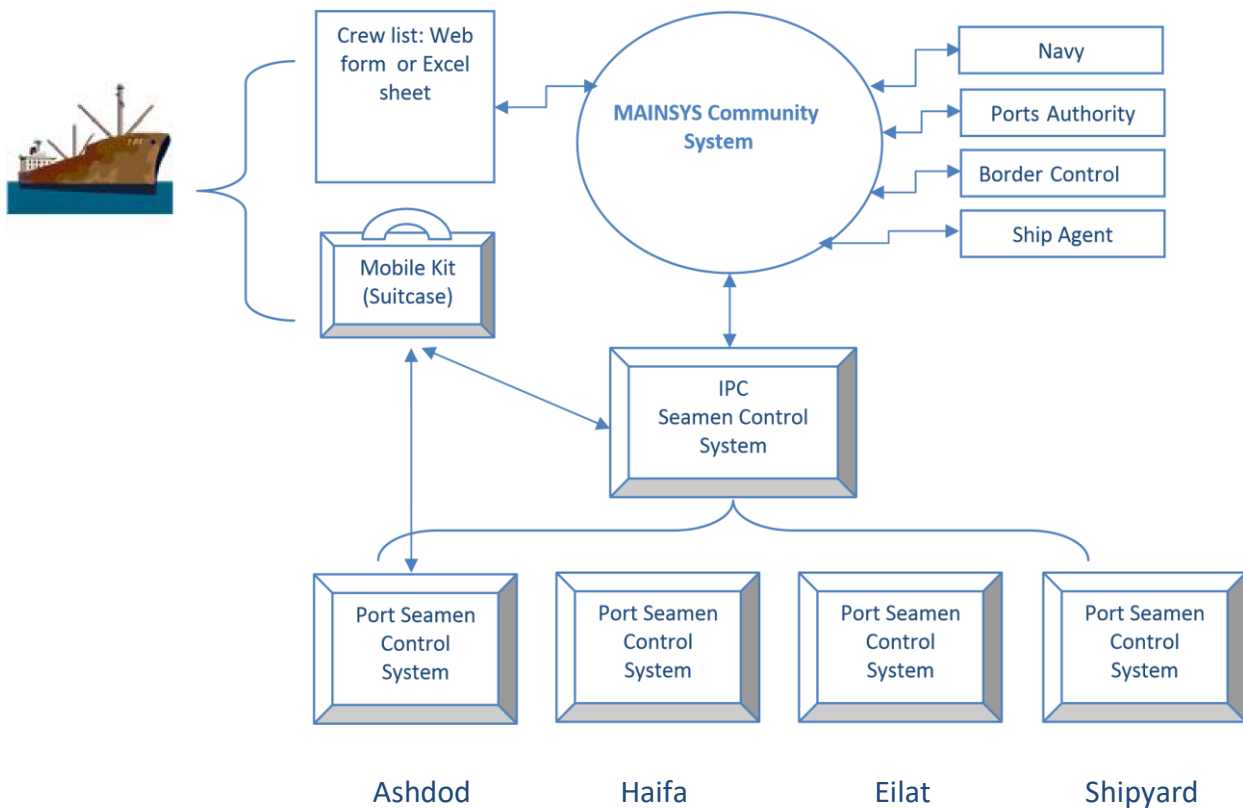 Crew list: Web
form or Excel
sheet
MAINSYS Community
System
Navy
Ports Authority
Border Control
Ship Agent
Mobile Kit
(Suitcase)
IPC
Seamen Control
System
Port Seamen
Control
System
Port Seamen
Control
System
Port Seamen
Control
System
Port Seamen
Control
System
Ashdod
Haifa
Eilat
Shipyard